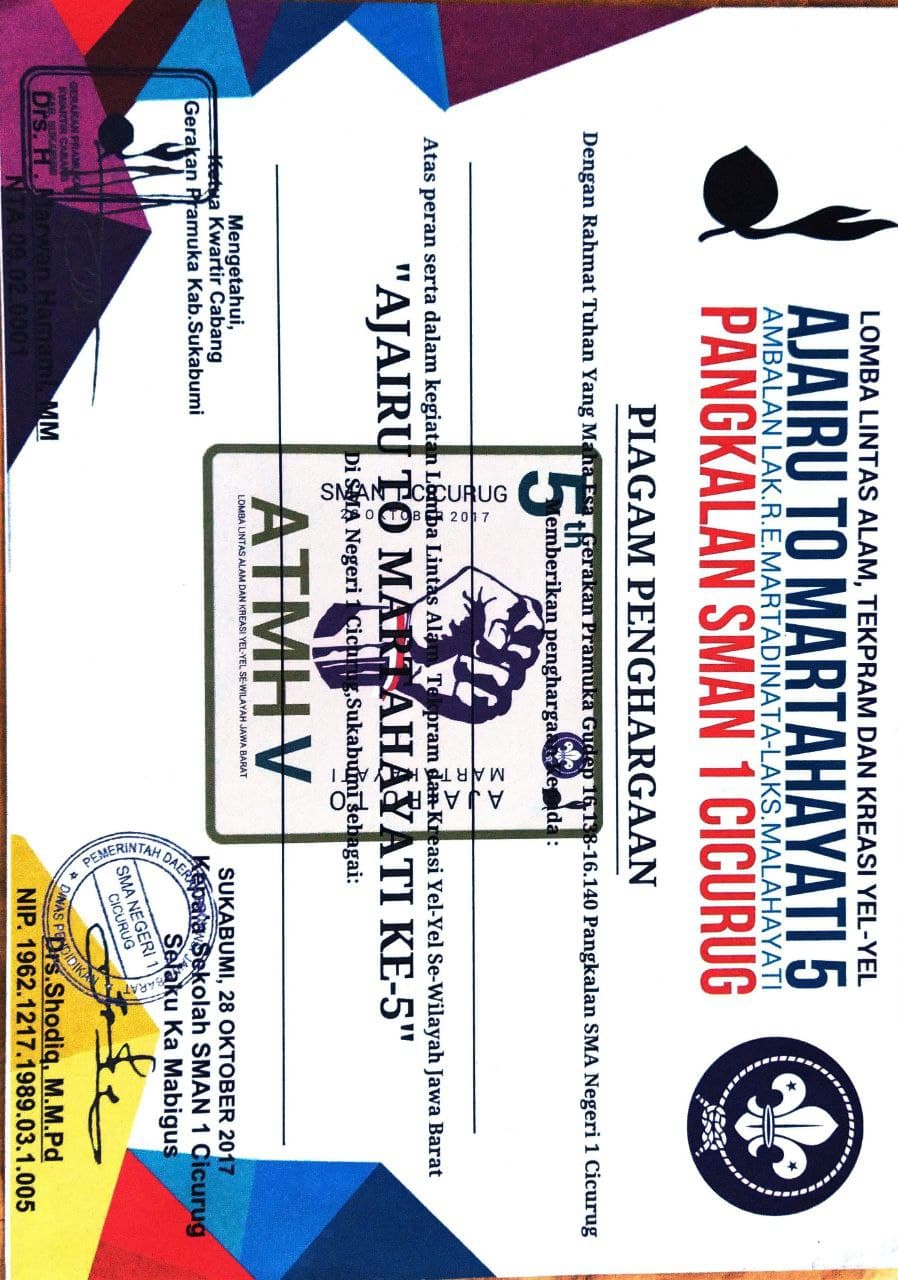 LOMBA LINTAS ALAM, TEKPRAM DAN KREASI YEL-YEL
AJAIRU TO MARTAHAYATI 5
AMBALAN LAK.R.E.MARTADINATA-LAKS.MALAHAYATI
PANGKALAN SMAN 1 CICURUG
PIAGAM PENGHARGAAN
Dengan Rahmat Tuhan Yang Maha Esa , Gerakan Pramuka Gudep 16.138-16.140 Pangkalan SMA Negeri 1 Cicurug
Memberikan penghargaan Kepada :
5th
SMAN 1 CICURUG
28 OKTOBER 2017
AJAIRU TO
MARTAHAYATI
Atas peran serta dalam kegiatan Lomba Lintas Alam, Tekpram dan Kreasi Yel-Yel Se-Wilayah Jawa Barat
"AJAIRU TO MARTAHAYATI KE-5"
Di SMA Negeri 1 Cicurug,Sukabumi sebagai:
ATMH V
LOMBA LINTAS ALAM DAN KREASI YEL-YEL SE-WILAYAH JAWA BARAT
Mengetahui,
Ketua Kwartir Cabang
Gerakan Pramuka Kab.Sukabumi
GERAKAN PRAMUKA
KWARTIR CABANG
KAB. SUKABUMI
Drs. H . Marwan Hamami, MM
NTA.09.02.0001
SUKABUMI, 28 OKTOBER 2017
Kepala Sekolah SMAN 1 Cicurug
Selaku Ka Mabigus
PEMERINTAH DAERAH PROVINSI JAWA BARAT
SMA NEGERI 1
CICURUG
DINAS PENDIDIKAN
Drs.Shodiq, M.M.Pd
NIP. 1962.1217.1989.03.1.005